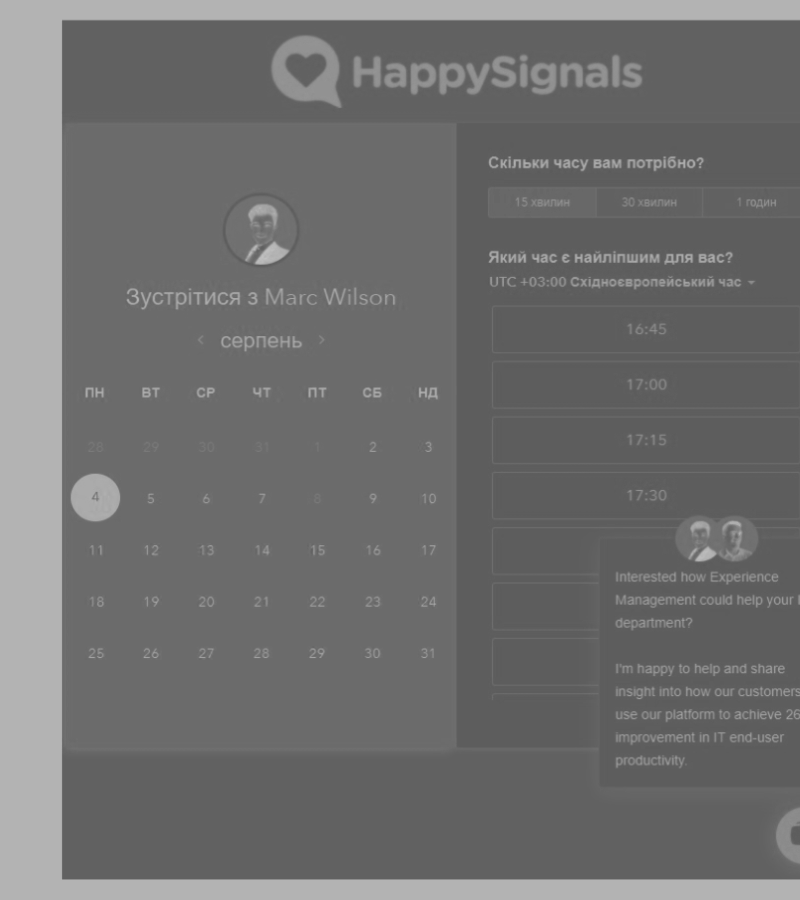 HappySignals
Зустрітися з Marc Wilson
серпень
ПН ВТ СР ЧТ ПТ СБ НД
28 29 30 31 1 2 3
4 5 6 7 8 9 10
11 12 13 14 15 16 17
18 19 20 21 22 23 24
25 26 27 28 29 30 31
Скільки часу вам потрібно?
15 хвилин 30 хвилин 1 годин
Який час є найліпшим для вас?
UTC +03:00 Східноєвропейський час
16:45
17:00
17:15
17:30
Interested how Experience
Management could help your
department?
I'm happy to help and share
insight into how our customers
use our platform to achieve 26
improvement in IT end-user
productivity.